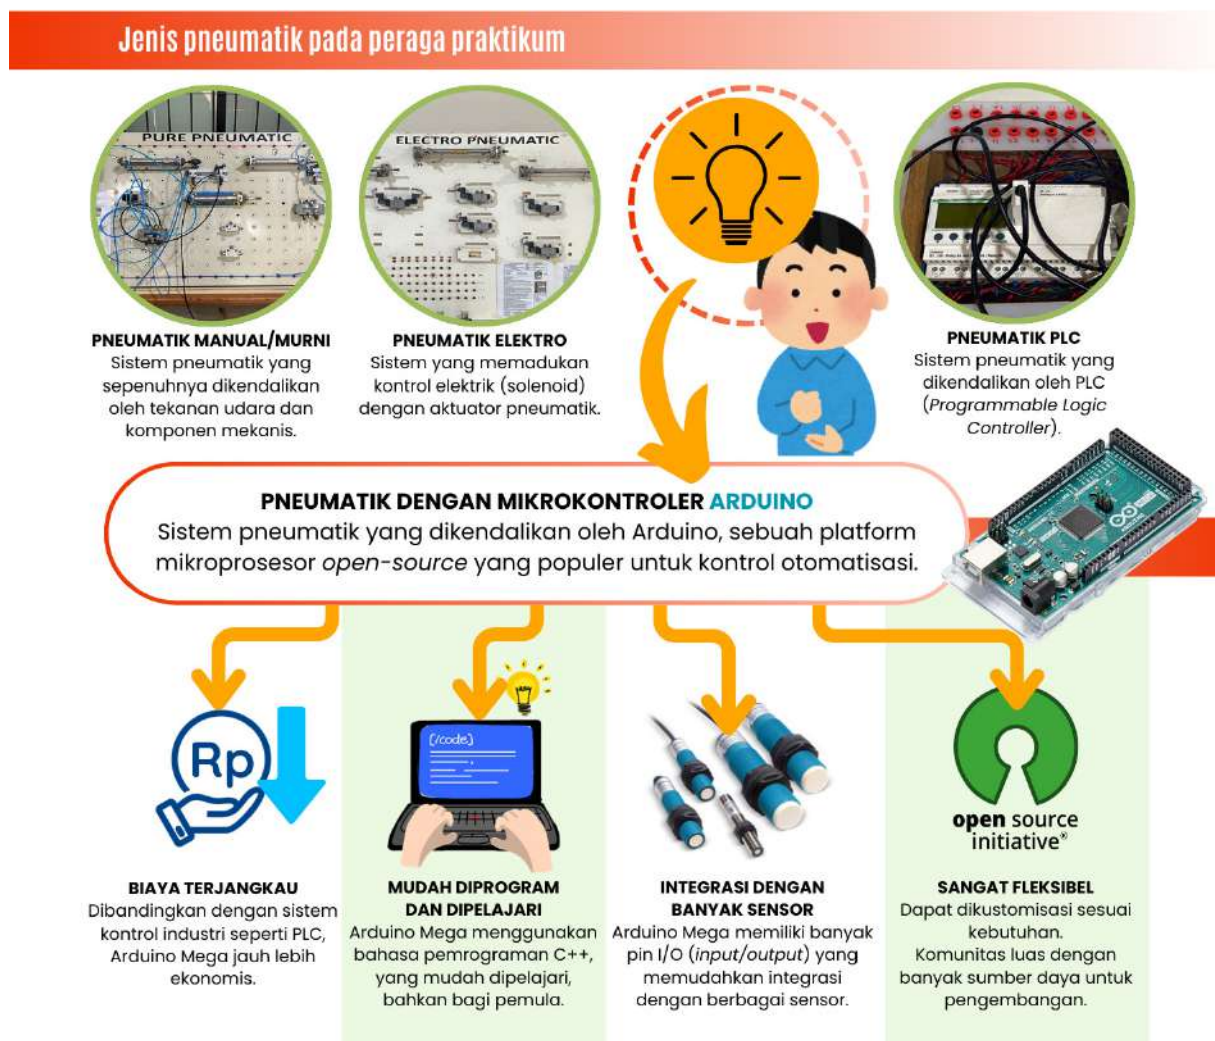 Jenis pneumatik pada peraga praktikum
PURE PNEUMATIC
ELECTRO PNEUMATIC
PNEUMATIK MANUAL/MURNI
Sistem pneumatik yang
sepenuhnya dikendalikan
oleh tekanan udara dan
komponen mekanis.
PNEUMATIK ELEKTRO
Sistem yang memadukan
kontrol elektrik (solenoid)
dengan aktuator pneumatik.
PNEUMATIK PLC
Sistem pneumatik yang
dikendalikan oleh PLC
(Programmable Logic
Controller).
PNEUMATIK DENGAN MIKROKONTROLER ARDUINO
Sistem pneumatik yang dikendalikan oleh Arduino, sebuah platform
mikroprosesor open-source yang populer untuk kontrol otomatisasi.
Rp
BIAYA TERJANGKAU
Dibandingkan dengan sistem
kontrol industri seperti PLC,
Arduino Mega jauh lebih
ekonomis.
{/code}
MUDAH DIPROGRAM
DAN DIPELAJARI
Arduino Mega menggunakan
bahasa pemrograman C++,
yang mudah dipelajari,
bahkan bagi pemula.
INTEGRASI DENGAN
BANYAK SENSOR
Arduino Mega memiliki banyak
pin I/O (input/output) yang
memudahkan integrasi
dengan berbagai sensor.
open source
initiative®
SANGAT FLEKSIBEL
Dapat dikustomisasi sesuai
kebutuhan.
Komunitas luas dengan
banyak sumber daya untuk
pengembangan.